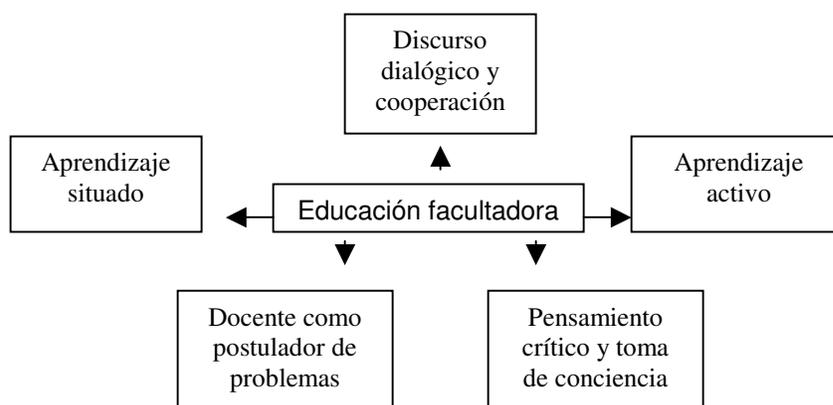 Discurso
dialógico y
cooperación
Aprendizaje
situado
Aprendizaje
activo
Educación facultadora
Docente como
postulador de
problemas
Pensamiento
crítico y toma
de conciencia